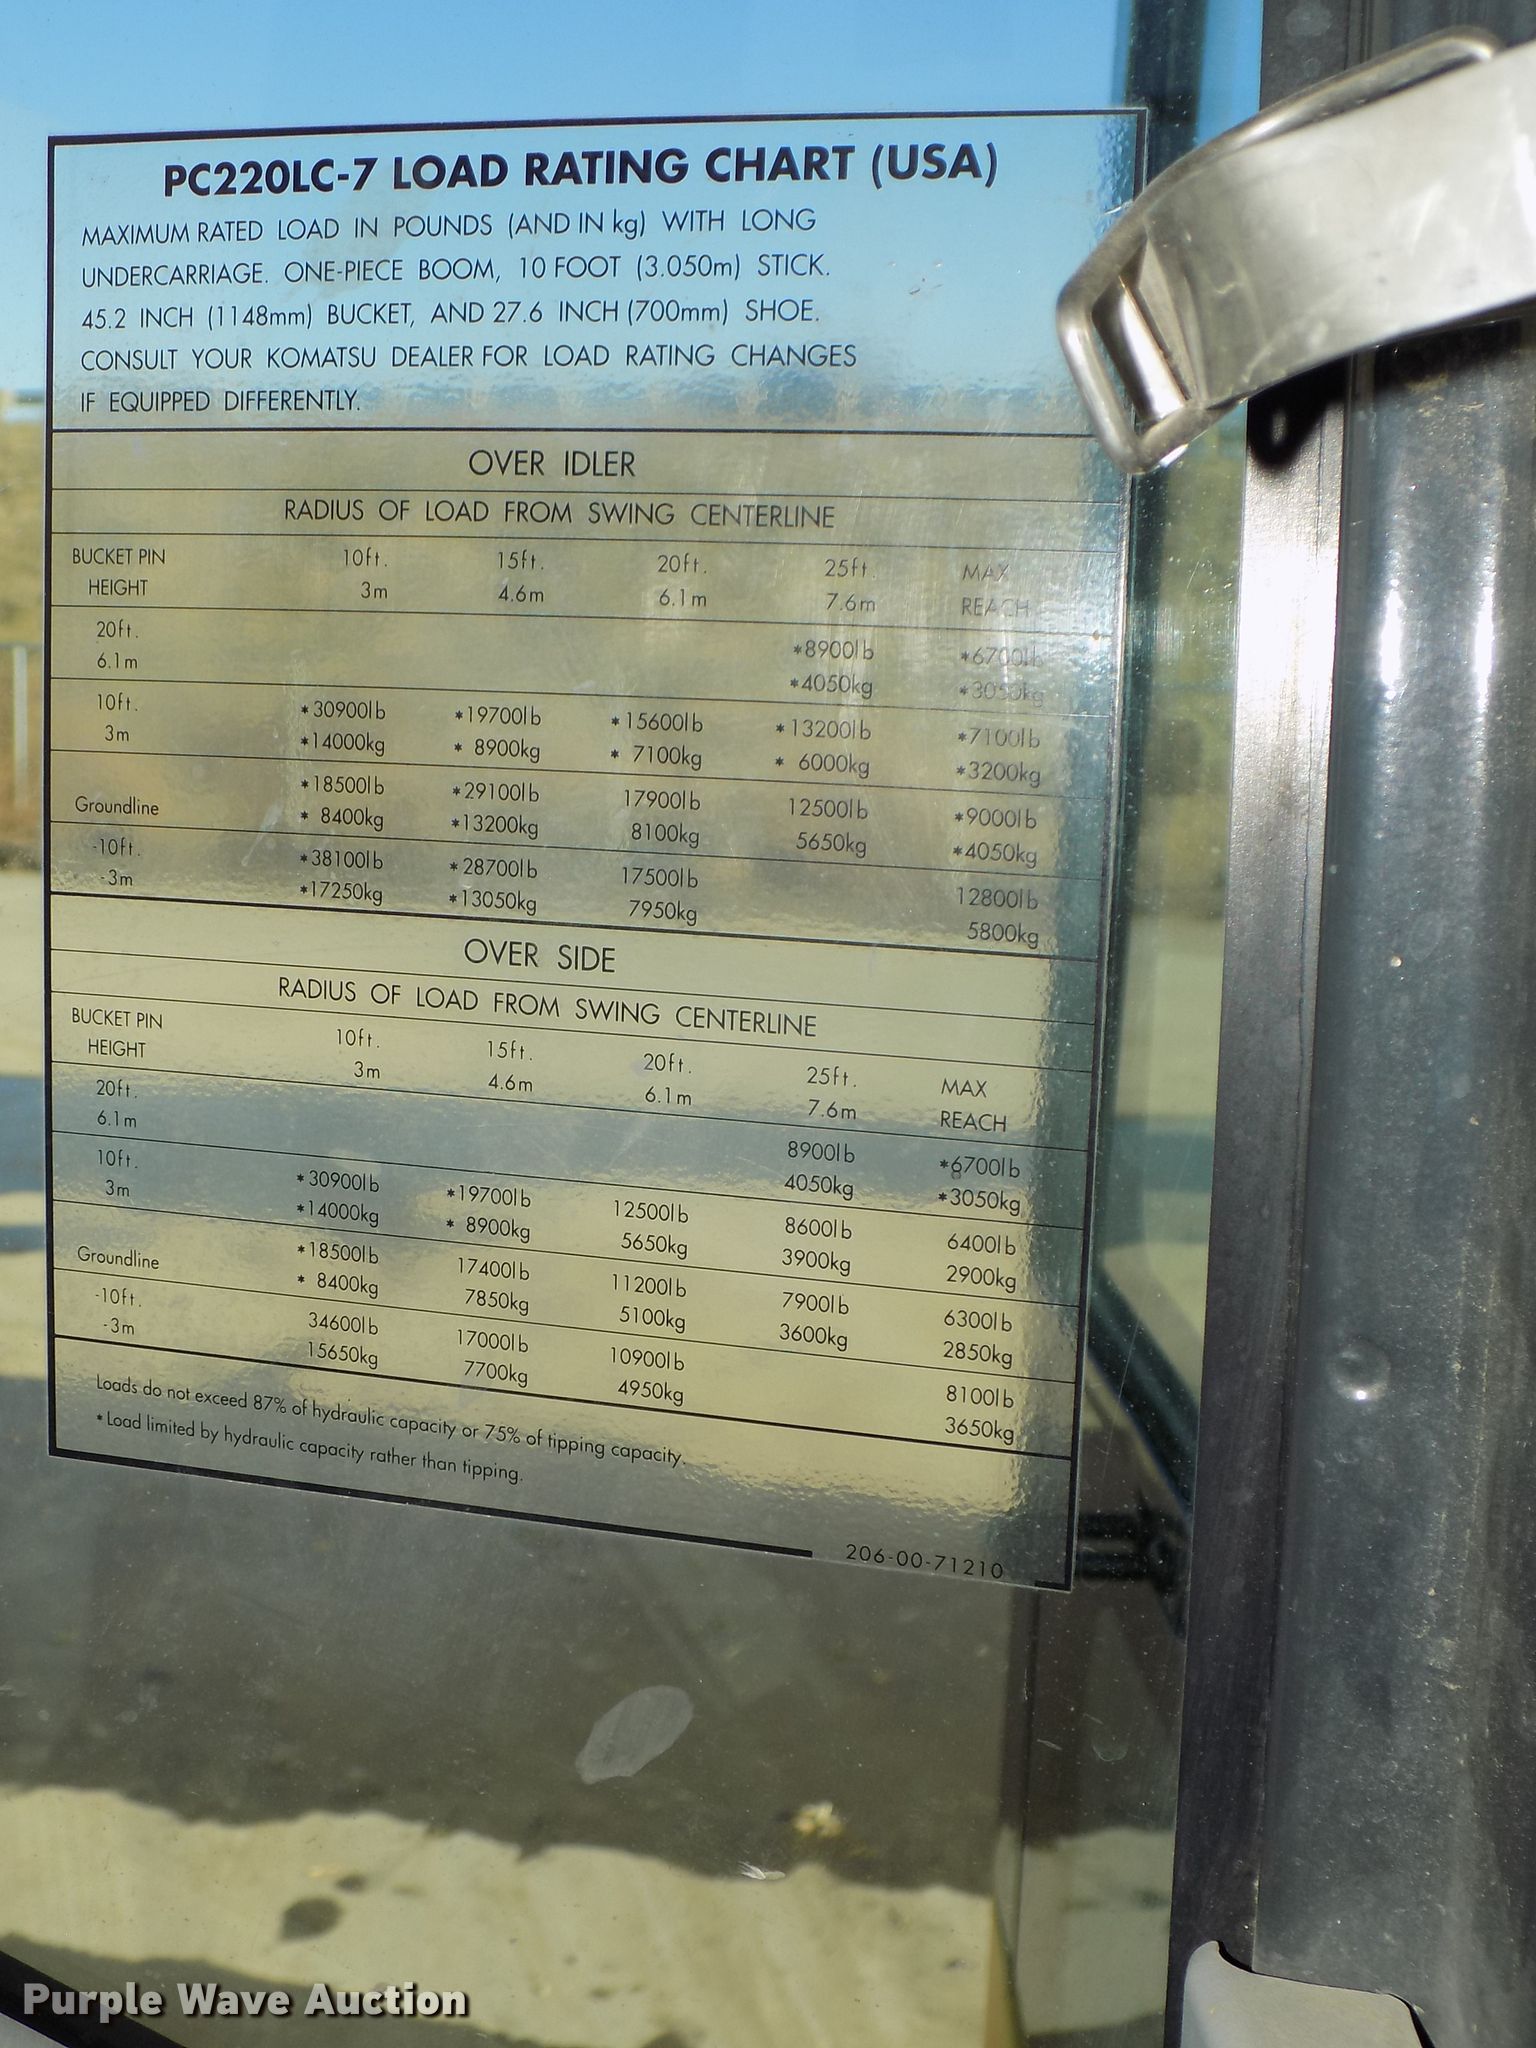 PC220LC-7 LOAD RATING CHART (USA)
MAXIMUM RATED LOAD IN POUNDS (AND IN kg) WITH LONG
UNDERCARRIAGE. ONE-PIECE BOOM, 10 FOOT (3.050m) STICK.
45.2 INCH (1148mm) BUCKET, AND 27.6 INCH (700mm) SHOE.
CONSULT YOUR KOMATSU DEALER FOR LOAD RATING CHANGES
IF EQUIPPED DIFFERENTLY.
OVER IDLER
RADIUS OF LOAD FROM SWING CENTERLINE
BUCKET PIN 10ft. 15ft. 20ft. 25ft. MAX
HEIGHT 3m 4.6m 6.1m 7.6m REACH
20ft. *8900lb *6700lb
6.1m *4050kg *3050kg
10ft. *30900lb *19700lb *15600lb *13200lb *7100lb
3m *14000kg * 8900kg * 7100kg * 6000kg *3200kg
*18500lb *29100lb 17900lb 12500lb *9000lb
Groundline * 8400kg *13200kg 8100kg 5650kg *4050kg
-10ft. *38100lb *28700lb 17500lb 12800lb
-3m *17250kg *13050kg 7950kg 5800kg
OVER SIDE
RADIUS OF LOAD FROM SWING CENTERLINE
BUCKET PIN 10ft. 15ft. 20ft. 25ft. MAX
HEIGHT 3m 4.6m 6.1m 7.6m REACH
20ft. 8900lb *6700lb
6.1m 4050kg *3050kg
10ft. *30900lb *19700lb 12500lb 8600lb 6400lb
3m *14000kg * 8900kg 5650kg 3900kg 2900kg
*18500lb 17400lb 11200lb 7900lb 6300lb
Groundline * 8400kg 7850kg 5100kg 3600kg 2850kg
-10ft. 34600lb 17000lb 10900lb 8100lb
-3m 15650kg 7700kg 4950kg 3650kg
Loads do not exceed 87% of hydraulic capacity or 75% of tipping capacity.
*Load limited by hydraulic capacity rather than tipping.
206-00-71210
Purple Wave Auction